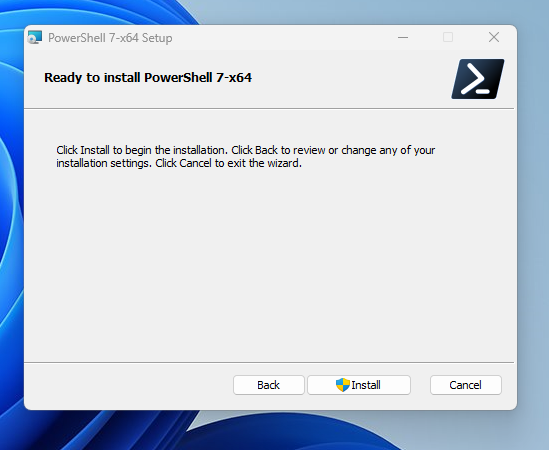 PowerShell 7-x64 Setup
Ready to install PowerShell 7-x64
Click Install to begin the installation. Click Back to review or change any of your
installation settings. Click Cancel to exit the wizard.
Back
Install
Cancel